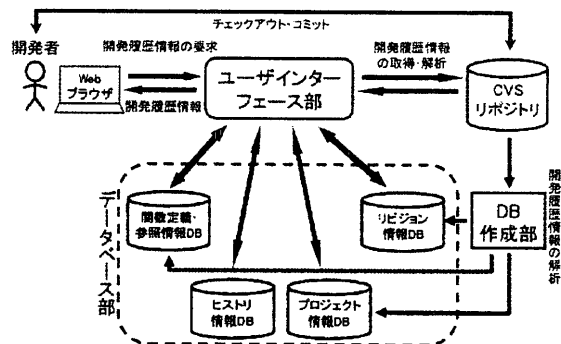 チェックアウト・コミット
開発者
開発履歴情報の要求
Web
ブラウザ
開発履歴情報
ユーザインター
フェース部
開発履歴情報
の取得・解析
CVS
リポジトリ
データベース部
関数定義・
参照情報DB
リビジョン
情報DB
DB
作成部
開発履歴情報の解析
ヒストリ
情報DB
プロジェクト
情報DB